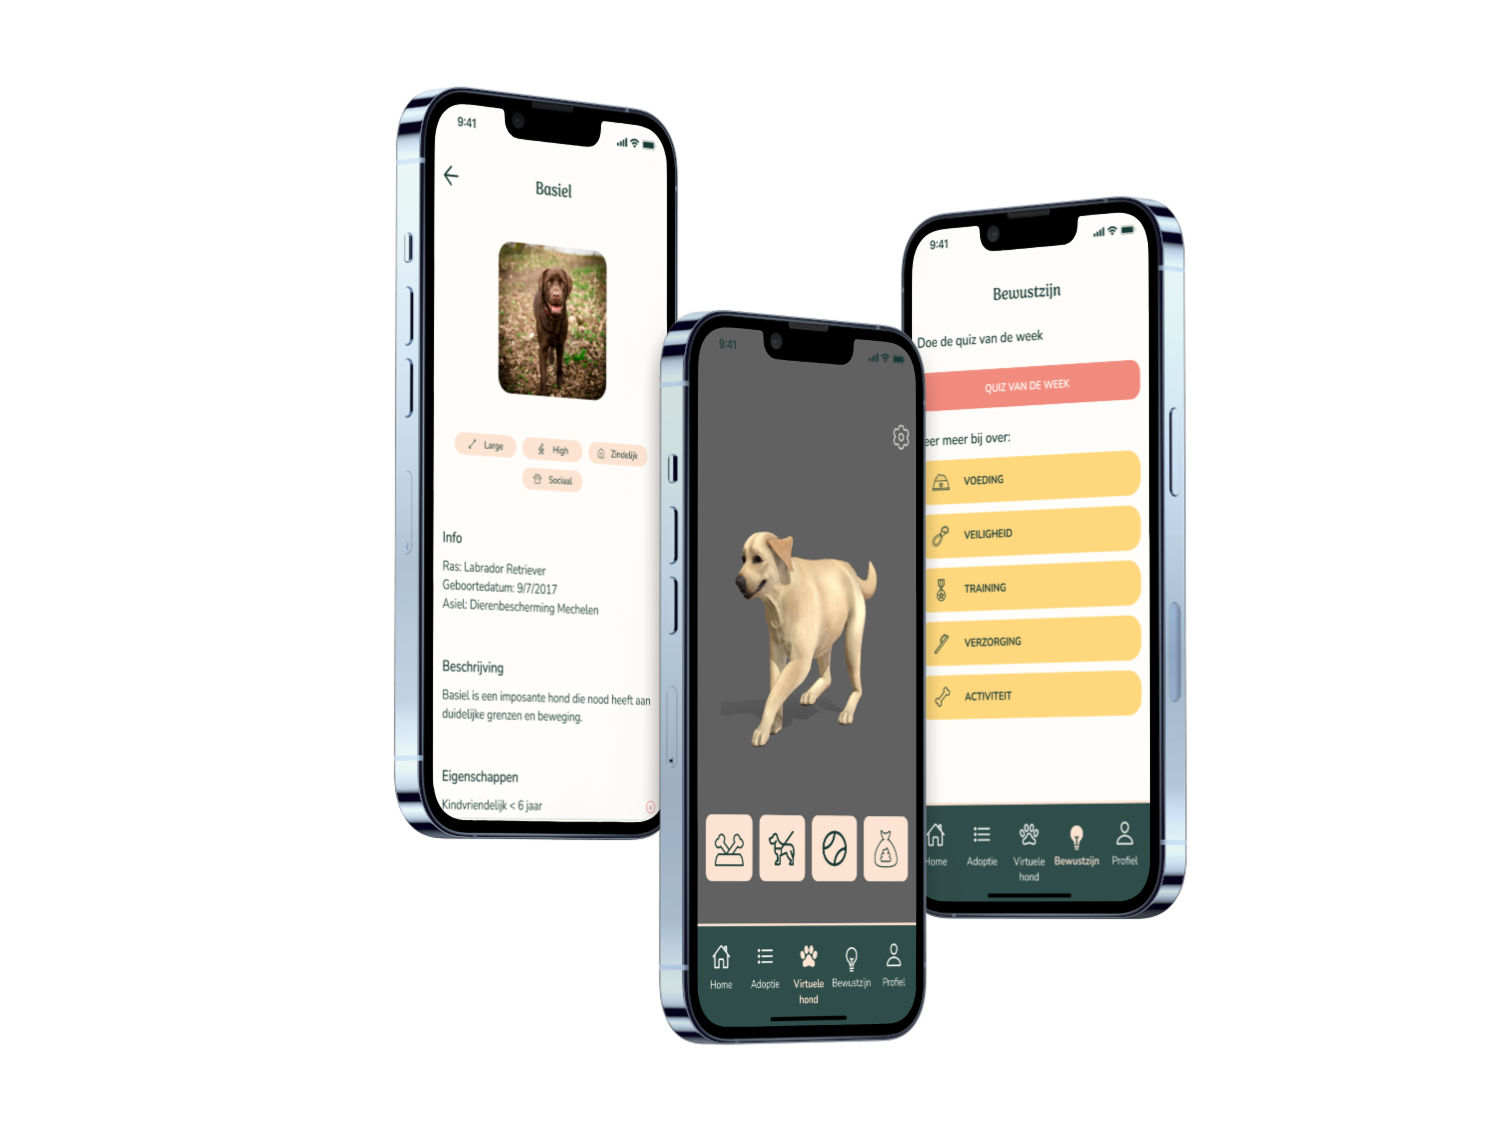 9:41
Basiel
Large
High
Zindelijk
Sociaal
Info
Ras: Labrador Retriever
Geboortedatum: 9/7/2017
Asiel: Dierenbescherming Mechelen
Beschrijving
Basiel is een imposante hond die nood heeft aan
duidelijke grenzen en beweging.
Eigenschappen
Kindvriendelijk < 6 jaar
9:41
Home
Adoptie
Virtuele
hond
Bewustzijn
Profiel
9:41
Bewustzijn
Doe de quiz van de week
QUIZ VAN DE WEEK
eer meer bij over:
VOEDING
VEILIGHEID
TRAINING
VERZORGING
ACTIVITEIT
Home
Adoptie
Virtuele
hond
Bewustzijn
Profiel